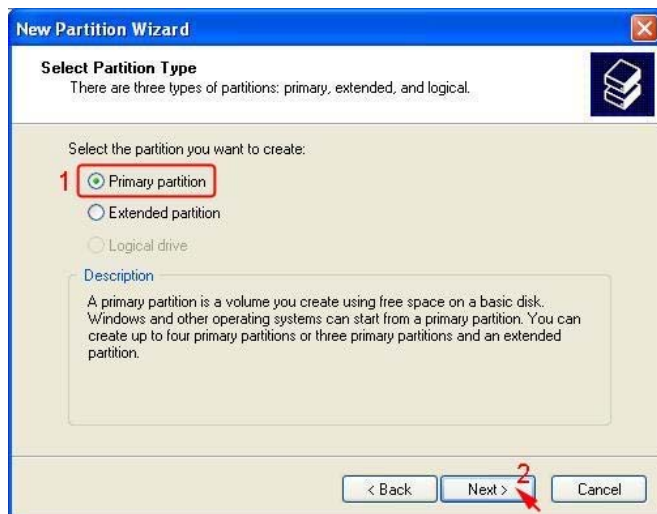 New Partition Wizard
Select Partition Type
There are three types of partitions: primary, extended, and logical.
Select the partition you want to create:
1 Primary partition
Extended partition
Logical drive
Description
A primary partition is a volume you create using free space on a basic disk.
Windows and other operating systems can start from a primary partition. You can
create up to four primary partitions or three primary partitions and an extended
partition.
2
< Back Next > Cancel